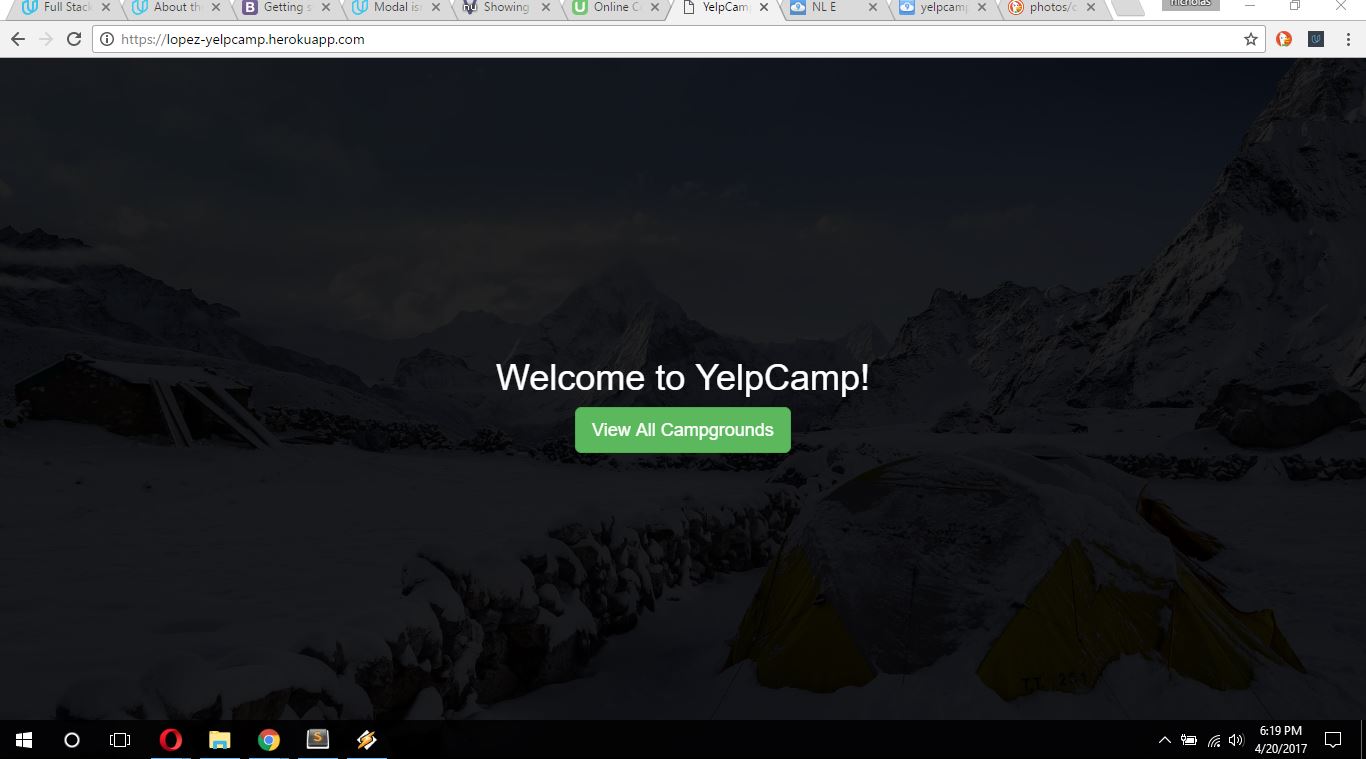 Full Stack
About the
Getting s
Modal is
Showing
Online C
YelpCam
NL E
yelpcamp
photos/c
nicholas
https://lopez-yelpcamp.herokuapp.com
Welcome to YelpCamp!
View All Campgrounds
6:19 PM
4/20/2017